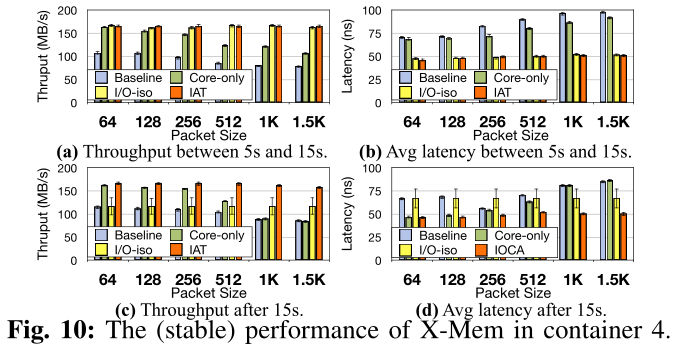 Thruput (MB/s)
200
150
100
50
0
Baseline
Core-only
I/O-iso
IAT
64 128 256 512 1K 1.5K
Packet Size
(a) Throughput between 5s and 15s.
Latency (ns)
100
75
50
25
0
Baseline
Core-only
I/O-iso
IAT
64 128 256 512 1K 1.5K
Packet Size
(b) Avg latency between 5s and 15s.
Thruput (MB/s)
200
150
100
50
0
Baseline
Core-only
I/O-iso
IAT
64 128 256 512 1K 1.5K
Packet Size
(c) Throughput after 15s.
Latency (ns)
100
75
50
25
0
Baseline
Core-only
I/O-iso
IOCA
64 128 256 512 1K 1.5K
Packet Size
(d) Avg latency after 15s.
Fig. 10: The (stable) performance of X-Mem in container 4.